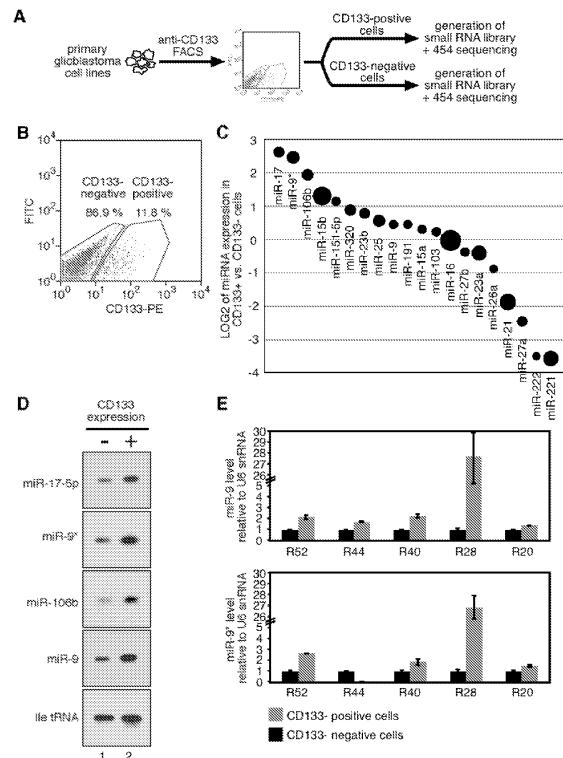 A
primary
glioblastoma
cell lines
anti-CD133
FACS
CD133-postive
cells
CD133-negative
cells
generation of
small RNA library
+ 454 sequencing
generation of
small RNA library
+ 454 sequencing
B
FITC
10^4
10^3
10^2
10^1
10^0
CD133-
negative
86.9 %
CD133-
positive
11.8 %
10^0 10^1 10^2 10^3 10^4
CD133-PE
C
LOG2 of miRNA expression in
CD133+ vs. CD133- cells
3
2
1
0
-1
-2
-3
-4
miR-17
miR-9*
miR-106b
miR-15b
miR-151-5p
miR-320
miR-23b
miR-25
miR-9
miR-191
miR-15a
miR-103
miR-16
miR-27b
miR-23a
miR-26a
miR-21
miR-27a
miR-222
miR-221
D
CD133
expression
- +
miR-17-5p
miR-9*
miR-106b
miR-9
Ile tRNA
1 2
E
miR-9 level
relative to U6 snRNA
30
28
26
5
4
3
2
1
0
R52 R44 R40 R28 R20
miR-9* level
relative to U6 snRNA
30
29
28
27
26
5
4
3
2
1
0
R52 R44 R40 R28 R20
CD133- positive cells
CD133- negative cells